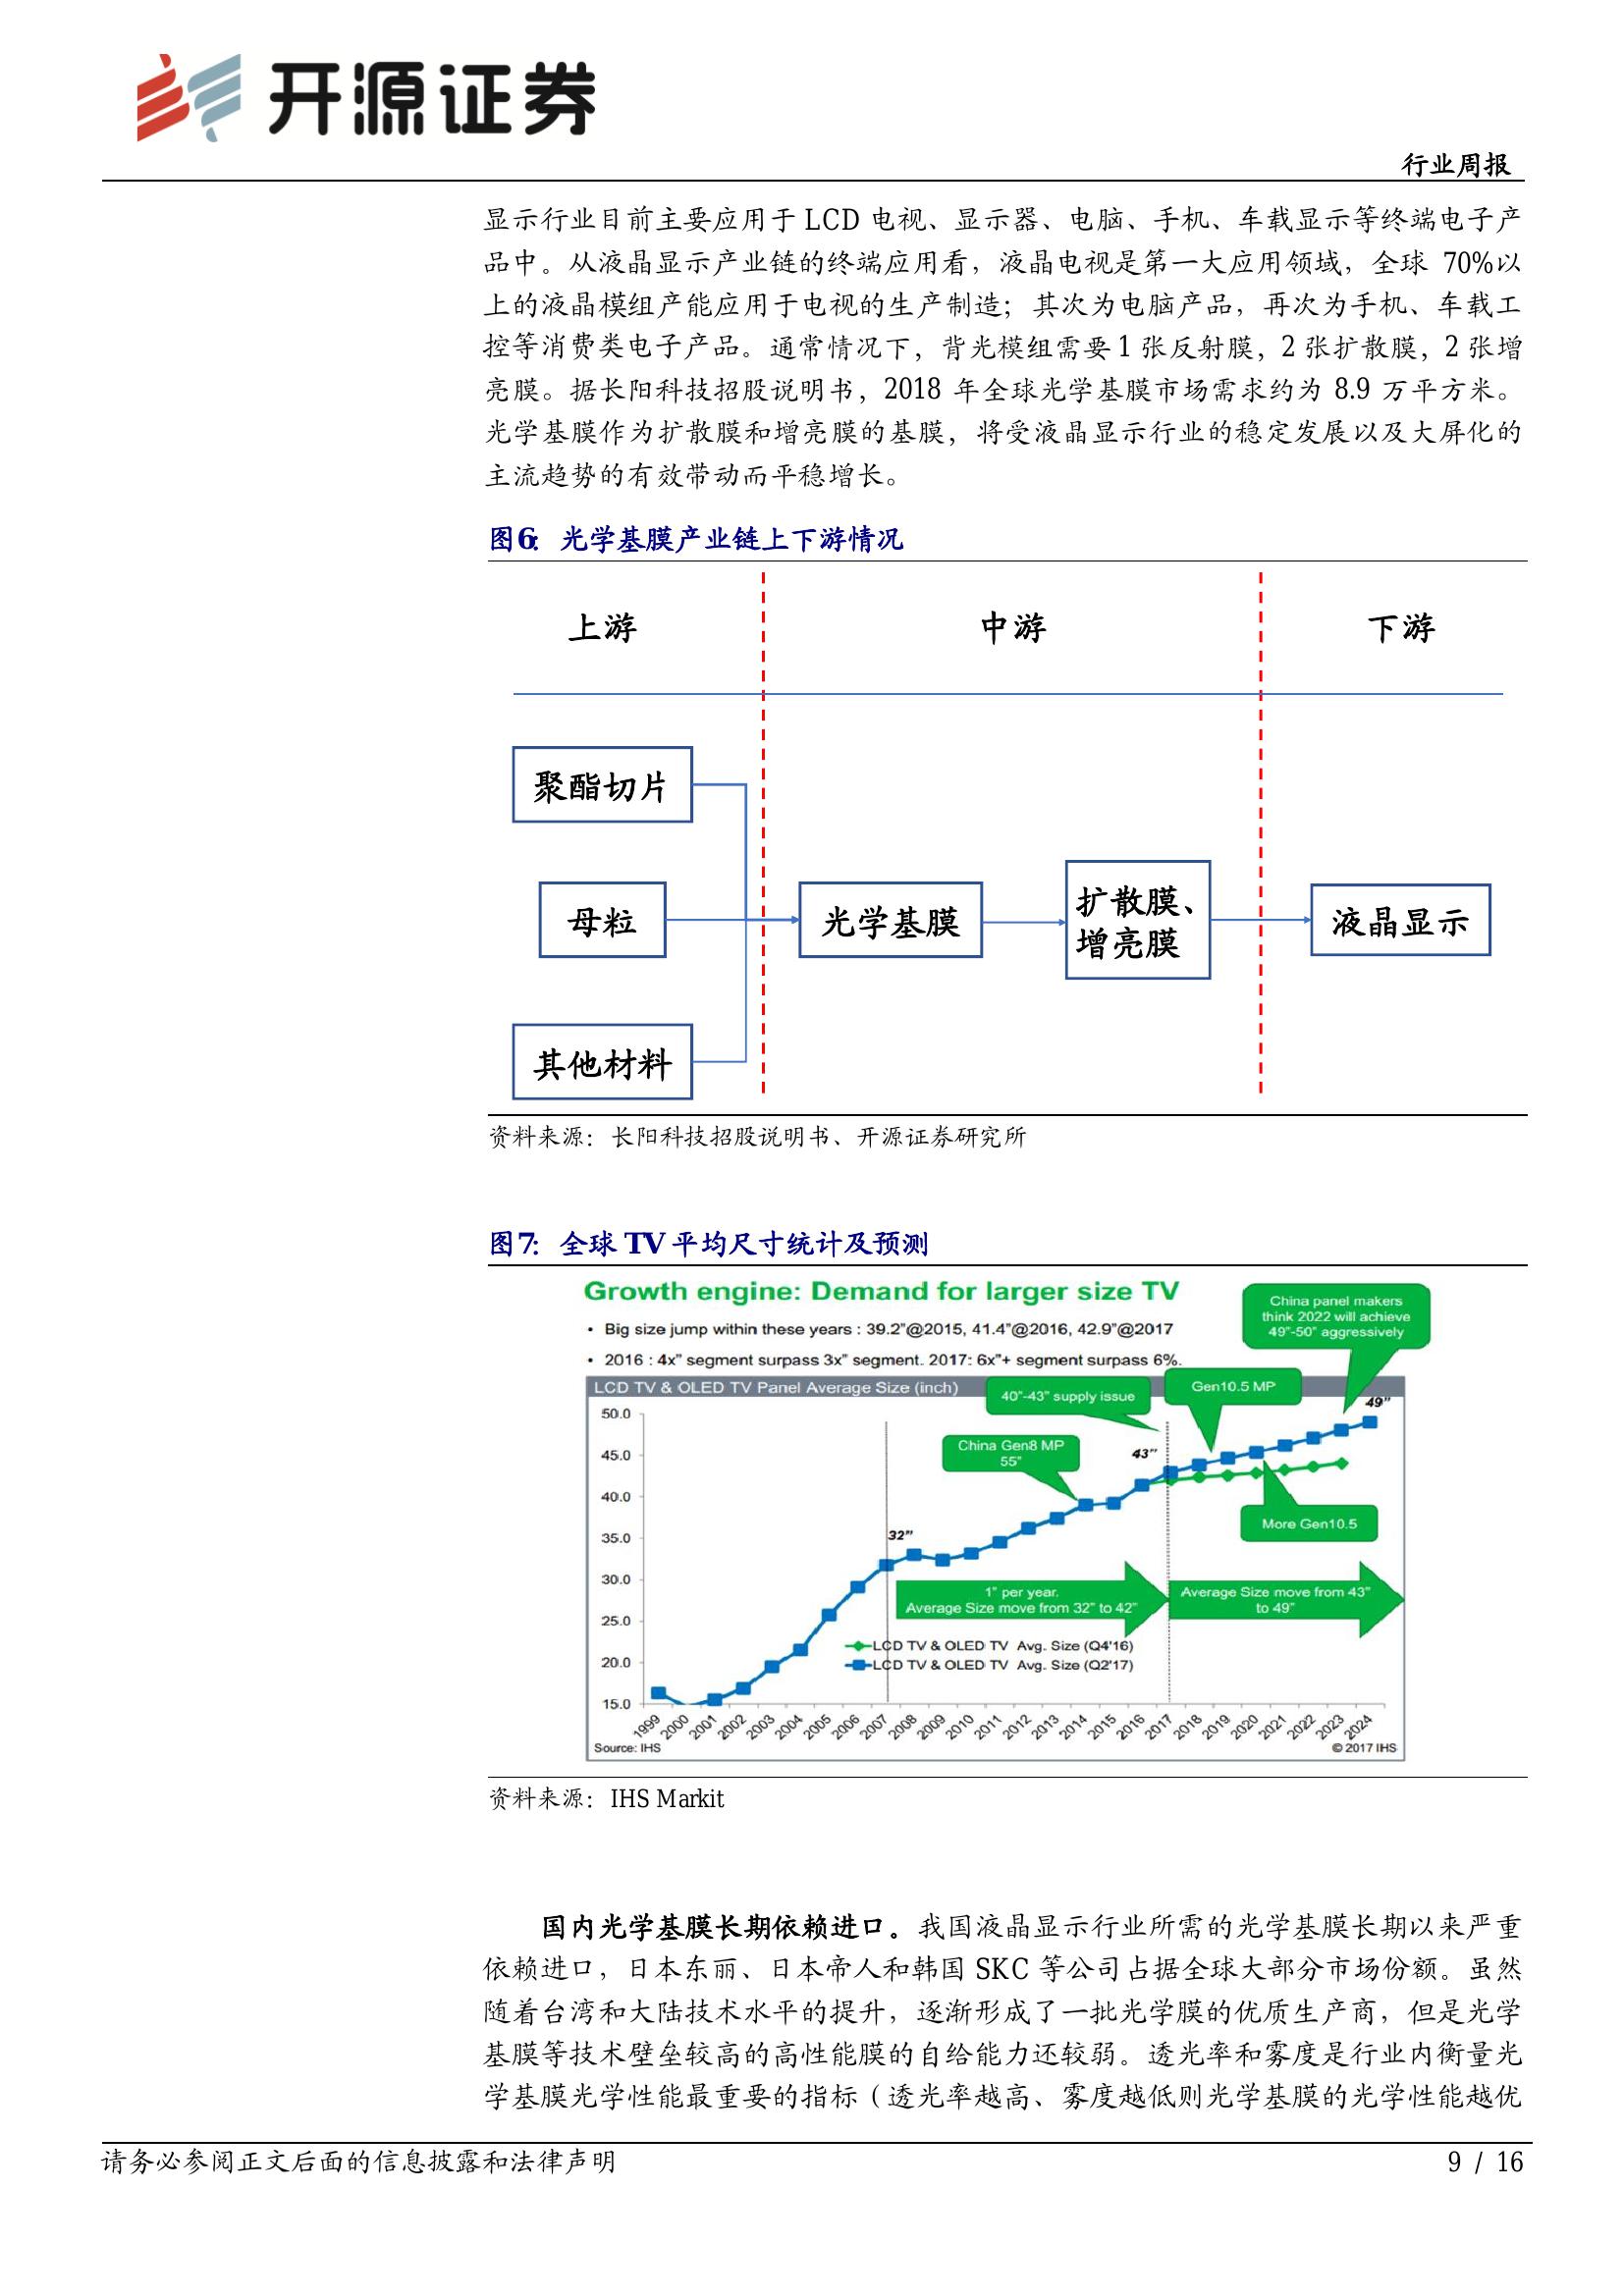 开源证券
行业周报
显示行业目前主要应用于 LCD 电视、显示器、电脑、手机、车载显示等终端电子产
品中。从液晶显示产业链的终端应用看，液晶电视是第一大应用领域，全球 70%以
上的液晶模组产能应用于电视的生产制造；其次为电脑产品，再次为手机、车载工
控等消费类电子产品。通常情况下，背光模组需要 1 张反射膜，2 张扩散膜，2 张增
亮膜。据长阳科技招股说明书，2018 年全球光学基膜市场需求约为 8.9 万平方米。
光学基膜作为扩散膜和增亮膜的基膜，将受液晶显示行业的稳定发展以及大屏化的
主流趋势的有效带动而平稳增长。
图6：光学基膜产业链上下游情况
上游 中游 下游
聚酯切片
母粒 光学基膜 扩散膜、 液晶显示
增亮膜
其他材料
资料来源：长阳科技招股说明书、开源证券研究所
图7：全球 TV 平均尺寸统计及预测
Growth engine: Demand for larger size TV
China panel makers
think 2022 will achieve
49"-50" aggressively
• Big size jump within these years : 39.2"@2015, 41.4"@2016, 42.9"@2017
• 2016 : 4x" segment surpass 3x" segment. 2017: 6x"+ segment surpass 6%.
LCD TV & OLED TV Panel Average Size (inch)
40"-43" supply issue
Gen10.5 MP
49"
50.0
China Gen8 MP
55"
43"
45.0
40.0
More Gen10.5
35.0
32"
30.0
1" per year.
Average Size move from 32" to 42"
Average Size move from 43"
to 49"
25.0
LCD TV & OLED TV Avg. Size (Q4'16)
20.0
LCD TV & OLED TV Avg. Size (Q2'17)
15.0
1999 2000 2001 2002 2003 2004 2005 2006 2007 2008 2009 2010 2011 2012 2013 2014 2015 2016 2017 2018 2019 2020 2021 2022 2023 2024
Source: IHS © 2017 IHS
资料来源：IHS Markit
国内光学基膜长期依赖进口。我国液晶显示行业所需的光学基膜长期以来严重
依赖进口，日本东丽、日本帝人和韩国 SKC 等公司占据全球大部分市场份额。虽然
随着台湾和大陆技术水平的提升，逐渐形成了一批光学膜的优质生产商，但是光学
基膜等技术壁垒较高的高性能膜的自给能力还较弱。透光率和雾度是行业内衡量光
学基膜光学性能最重要的指标（透光率越高、雾度越低则光学基膜的光学性能越优
请务必参阅正文后面的信息披露和法律声明 9 / 16